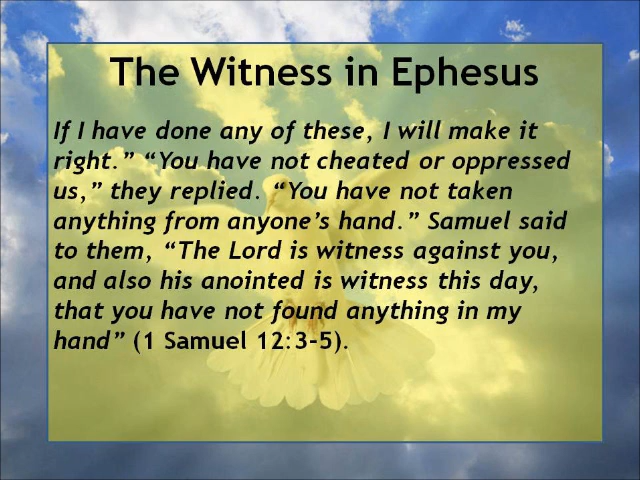 The Witness in Ephesus
If I have done any of these, I will make it
right.” “You have not cheated or oppressed
us,” they replied. “You have not taken
anything from anyone’s hand.” Samuel said
to them, “The Lord is witness against you,
and also his anointed is witness this day,
that you have not found anything in my
hand” (1 Samuel 12:3-5).